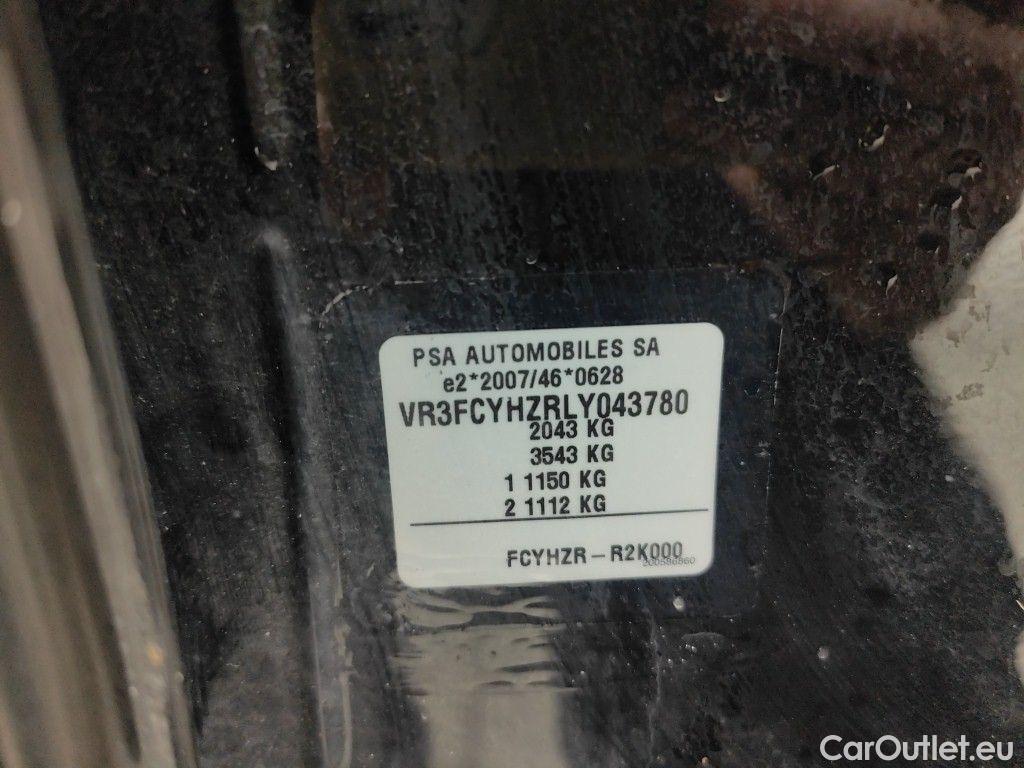 PSA AUTOMOBILES SA
e2*2007/46*0628
VR3FCYHZRLY043780
2043 KG
3543 KG
1 1150 KG
2 1112 KG
FCYHZR – R2K000
CarOutlet.eu